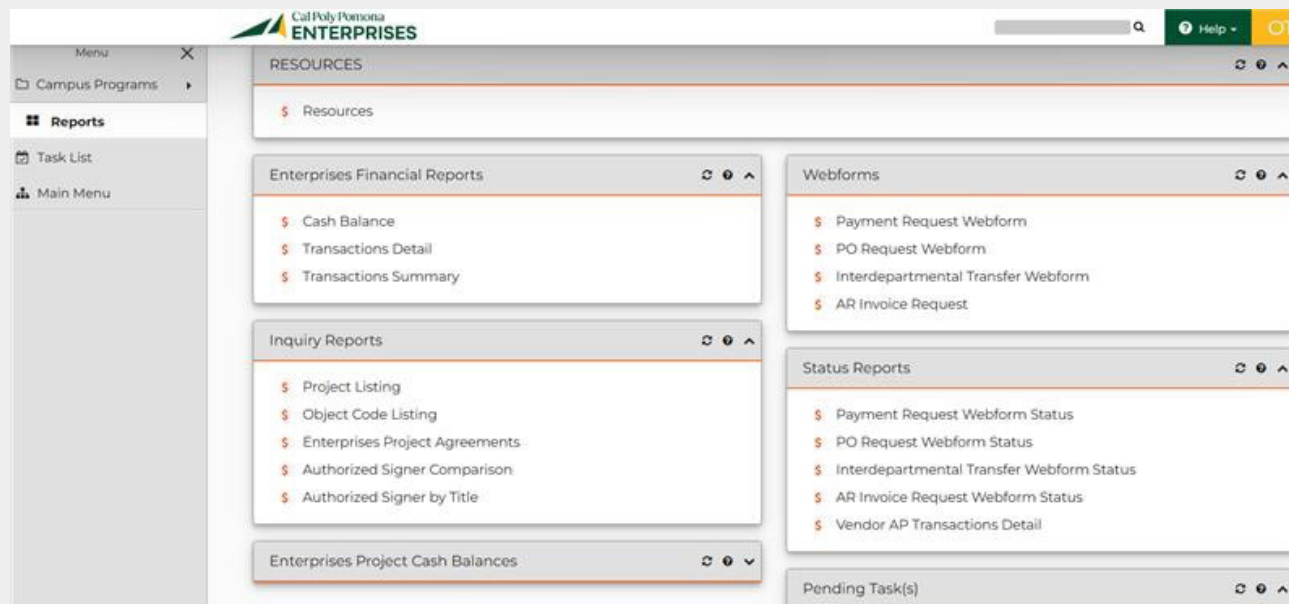 Cal Poly Pomona
ENTERPRISES
Help
Menu
Campus Programs
Reports
Task List
Main Menu
RESOURCES
Resources
Enterprises Financial Reports
Cash Balance
Transactions Detail
Transactions Summary
Inquiry Reports
Project Listing
Object Code Listing
Enterprises Project Agreements
Authorized Signer Comparison
Authorized Signer by Title
Enterprises Project Cash Balances
Webforms
Payment Request Webform
PO Request Webform
Interdepartmental Transfer Webform
AR Invoice Request
Status Reports
Payment Request Webform Status
PO Request Webform Status
Interdepartmental Transfer Webform Status
AR Invoice Request Webform Status
Vendor AP Transactions Detail
Pending Task(s)